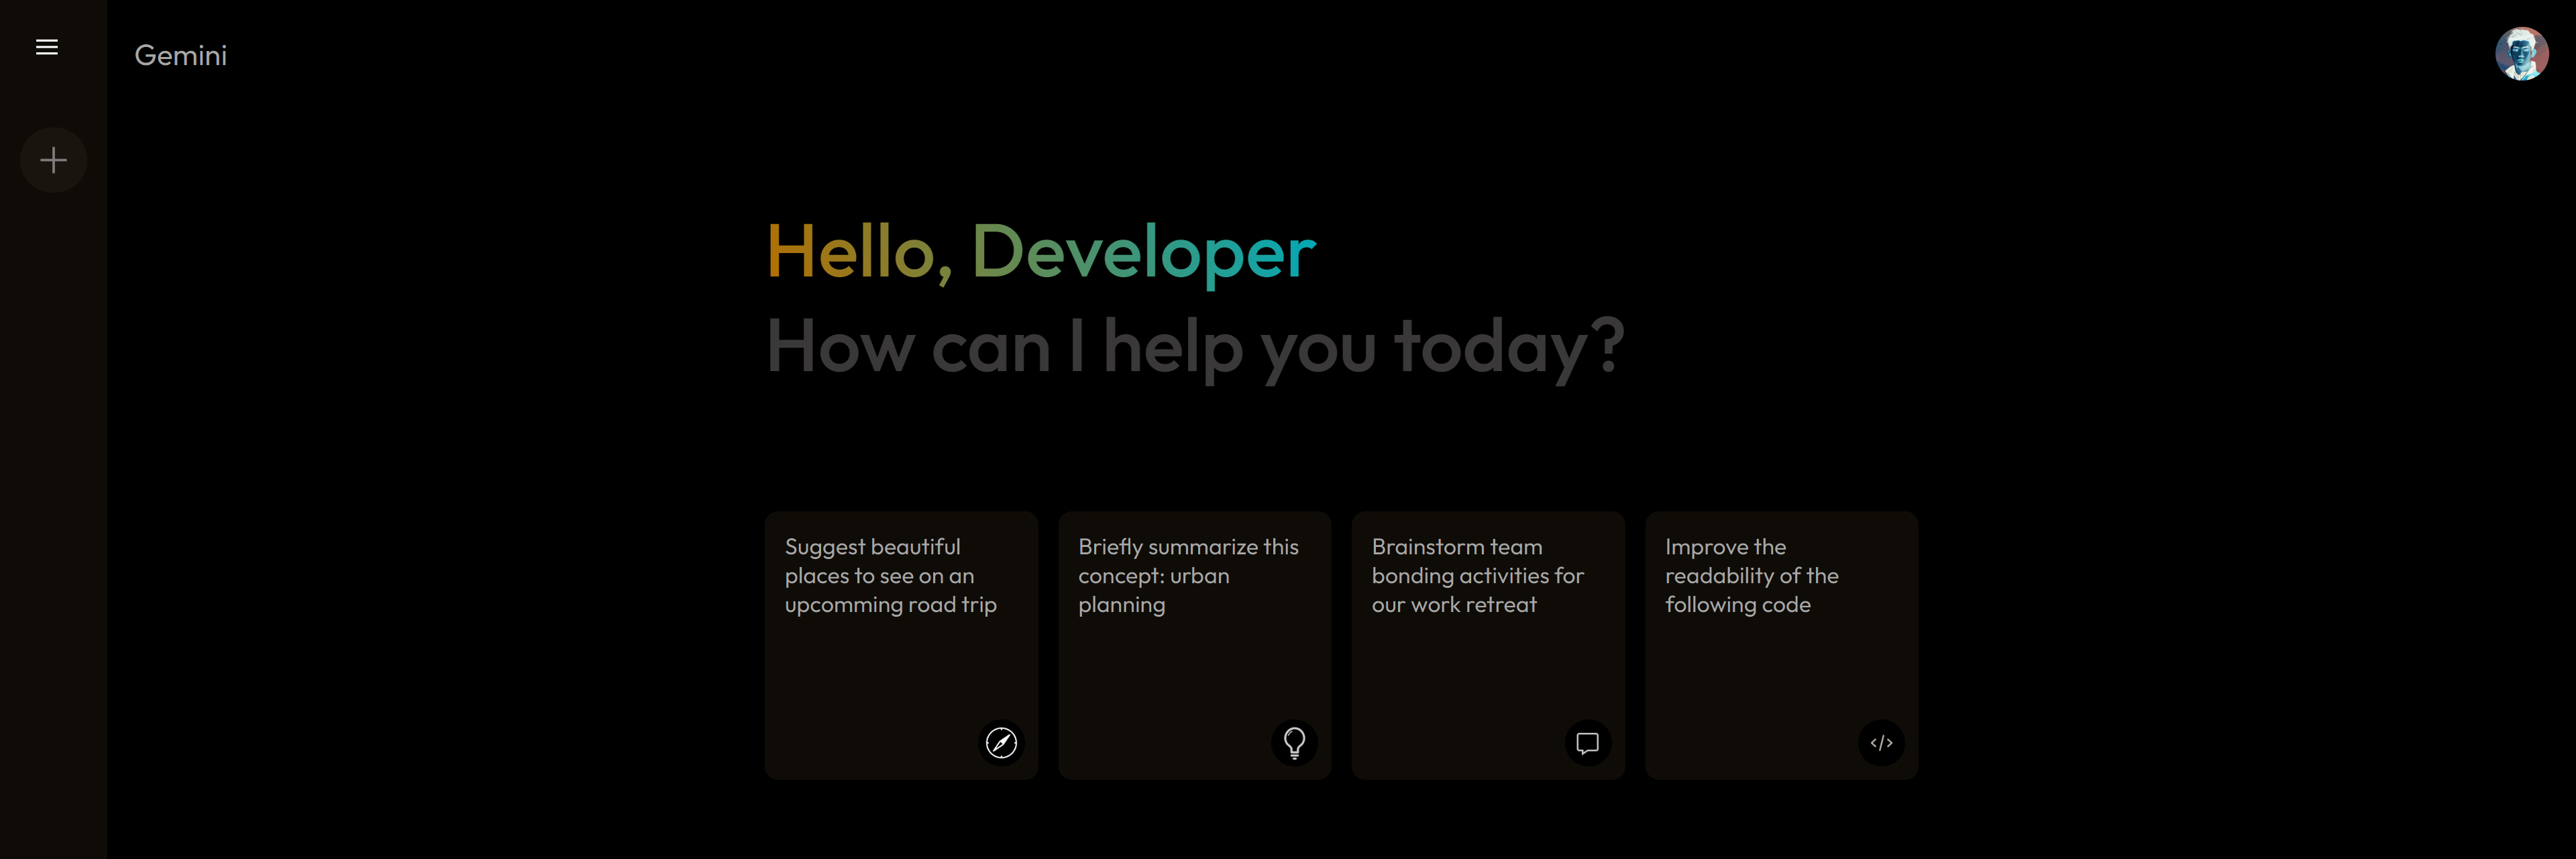 Gemini
Hello, Developer
How can I help you today?
Suggest beautiful
places to see on an
upcomming road trip
Briefly summarize this
concept: urban
planning
Brainstorm team
bonding activities for
our work retreat
Improve the
readability of the
following code